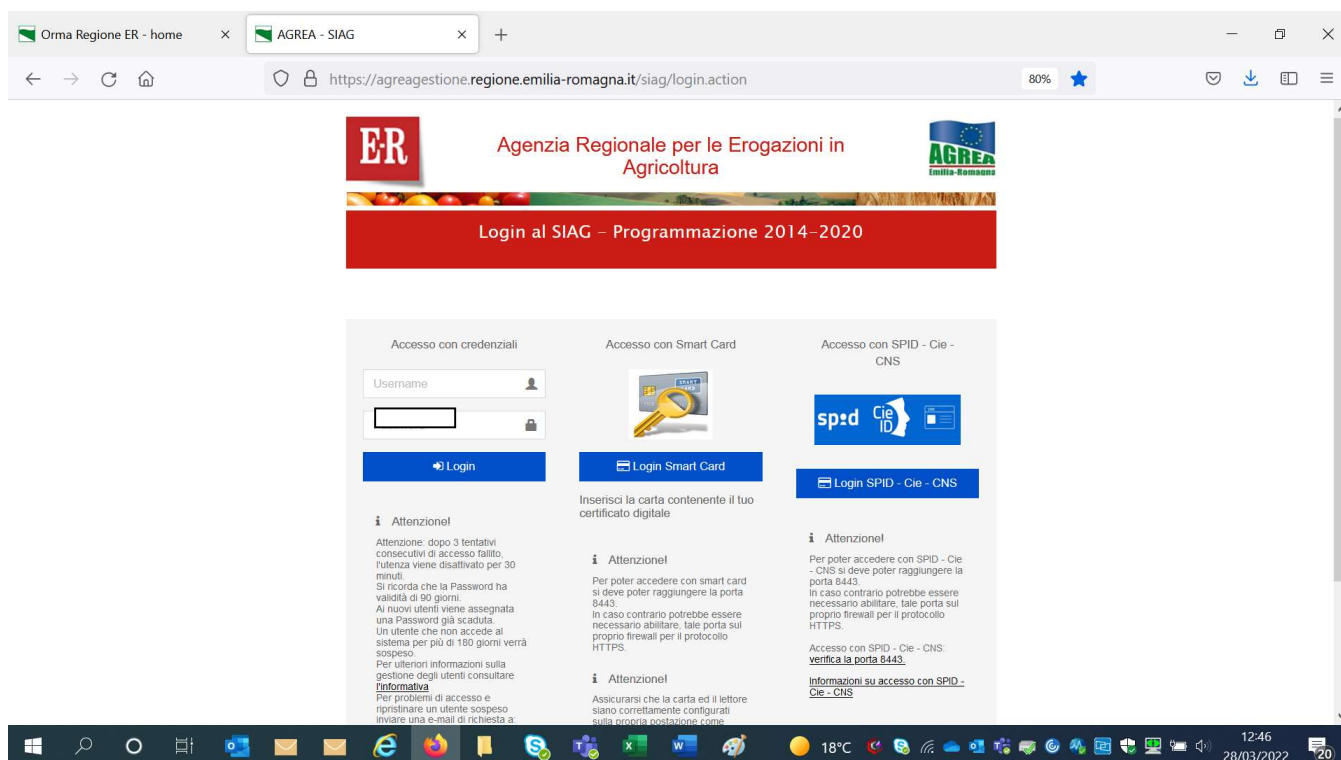 Orma Regione ER - home
AGREA - SIAG
https://agreagestione.regione.emilia-romagna.it/siag/login.action
80%
E-R
Agenzia Regionale per le Erogazioni in
Agricoltura
AGREA
Emilia-Romagna
Login al SIAG - Programmazione 2014-2020
Accesso con credenziali
Username
Login
Attenzione!
Attenzione: dopo 3 tentativi
consecutivi di accesso fallito,
l'utenza viene disattivato per 30
minuti.
Si ricorda che la Password ha
validità di 90 giorni.
Ai nuovi utenti viene assegnata
una Password già scaduta.
Un utente che non accede al
sistema per più di 180 giorni verrà
sospeso.
Per ulteriori informazioni sulla
gestione degli utenti consultare
l'informativa
Per problemi di accesso e
ripristinare un utente sospeso
inviare una e-mail di richiesta a:
Accesso con Smart Card
SMART
CARD
Login Smart Card
Inserisci la carta contenente il tuo
certificato digitale
Attenzione!
Per poter accedere con smart card
si deve poter raggiungere la porta
8443.
In caso contrario potrebbe essere
necessario abilitare, tale porta sul
proprio firewall per il protocollo
HTTPS.
Attenzione!
Assicurarsi che la carta ed il lettore
siano correttamente configurati
sulla propria postazione come
Accesso con SPID - Cie -
CNS
spid
Cie
ID
Login SPID - Cie - CNS
Attenzione!
Per poter accedere con SPID - Cie
- CNS si deve poter raggiungere la
porta 8443.
In caso contrario potrebbe essere
necessario abilitare, tale porta sul
proprio firewall per il protocollo
HTTPS.
Accesso con SPID - Cie - CNS:
verifica la porta 8443.
Informazioni su accesso con SPID -
Cie - CNS
18°C
12:46
28/03/2022
20